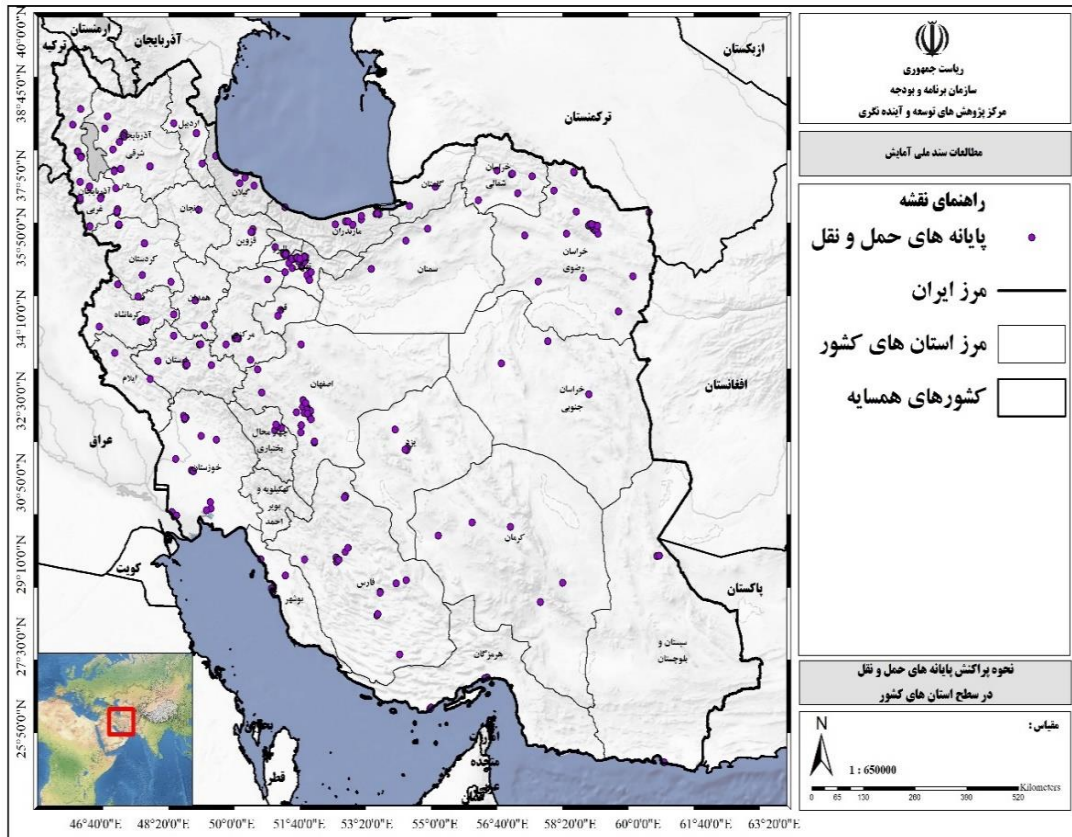 ریاست جمهوری
سازمان برنامه و بودجه
مرکز پژوهش های توسعه و آینده نگری
مطالعات سند ملی آمایش
راهنمای نقشه
پایانه های حمل و نقل
مرز ایران
مرز استان های کشور
کشورهای همسایه
نحوه پراکنش پایانه های حمل و نقل
در سطح استان های کشور
مقیاس :
N
1 : 650000
Kilometers
0 65 130 260 390 520
ارمنستان
ترکیه
آذربایجان
ازبکستان
ترکمنستان
افغانستان
پاکستان
عراق
کویت
قطر
بحرین
امارات
متحده
عربی
عمان
آذربایجان
شرقی
اردبیل
آذربایجان
غربی
گیلان
زنجان
قزوین
مازندران
گلستان
خراسان
شمالی
خراسان
رضوی
سمنان
کردستان
همدان
کرمانشاه
قم
مرکزی
لرستان
ایلام
اصفهان
خراسان
جنوبی
چهارمحال
بختیاری
یزد
خوزستان
کهگیلویه و
بویر
احمد
کرمان
فارس
بوشهر
هرمزگان
سیستان و
بلوچستان
40°0'0"N
38°45'0"N
37°5'0"N
35°50'0"N
34°10'0"N
32°30'0"N
30°50'0"N
29°10'0"N
27°30'0"N
25°50'0"N
46°40'0"E
48°20'0"E
50°0'0"E
51°40'0"E
53°20'0"E
55°0'0"E
56°40'0"E
58°20'0"E
60°0'0"E
61°40'0"E
63°20'0"E